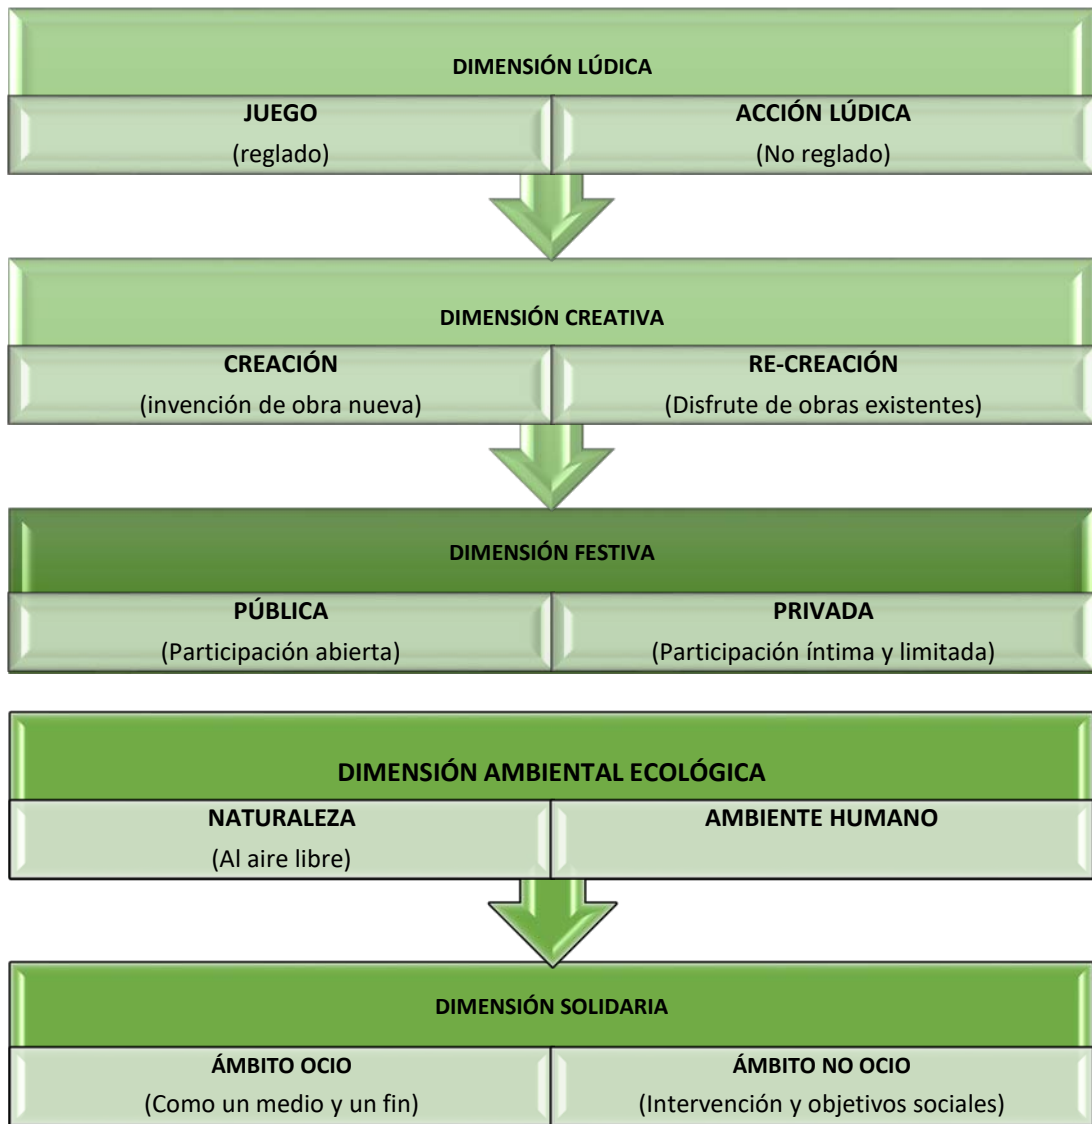 DIMENSIÓN LÚDICA
JUEGO
(reglado)
ACCIÓN LÚDICA
(No reglado)
DIMENSIÓN CREATIVA
CREACIÓN
(invención de obra nueva)
RE-CREACIÓN
(Disfrute de obras existentes)
DIMENSIÓN FESTIVA
PÚBLICA
(Participación abierta)
PRIVADA
(Participación íntima y limitada)
DIMENSIÓN AMBIENTAL ECOLÓGICA
NATURALEZA
(Al aire libre)
AMBIENTE HUMANO
DIMENSIÓN SOLIDARIA
ÁMBITO OCIO
(Como un medio y un fin)
ÁMBITO NO OCIO
(Intervención y objetivos sociales)